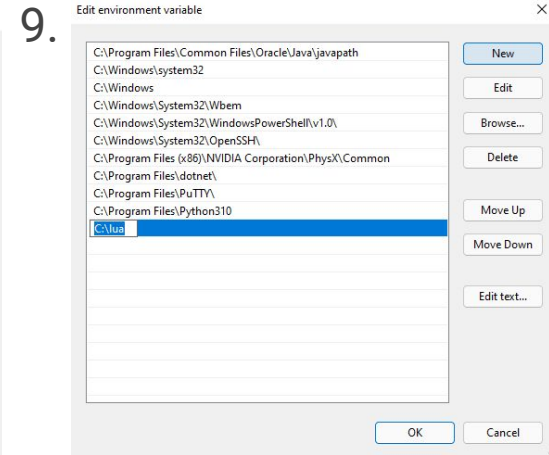 9.
Edit environment variable
C:\Program Files\Common Files\Oracle\Java\javapath
C:\Windows\system32
C:\Windows
C:\Windows\System32\Wbem
C:\Windows\System32\WindowsPowerShell\v1.0\
C:\Windows\System32\OpenSSH\
C:\Program Files (x86)\NVIDIA Corporation\PhysX\Common
C:\Program Files\dotnet\
C:\Program Files\PuTTY\
C:\Program Files\Python310
C:\lua
New
Edit
Browse...
Delete
Move Up
Move Down
Edit text...
OK
Cancel